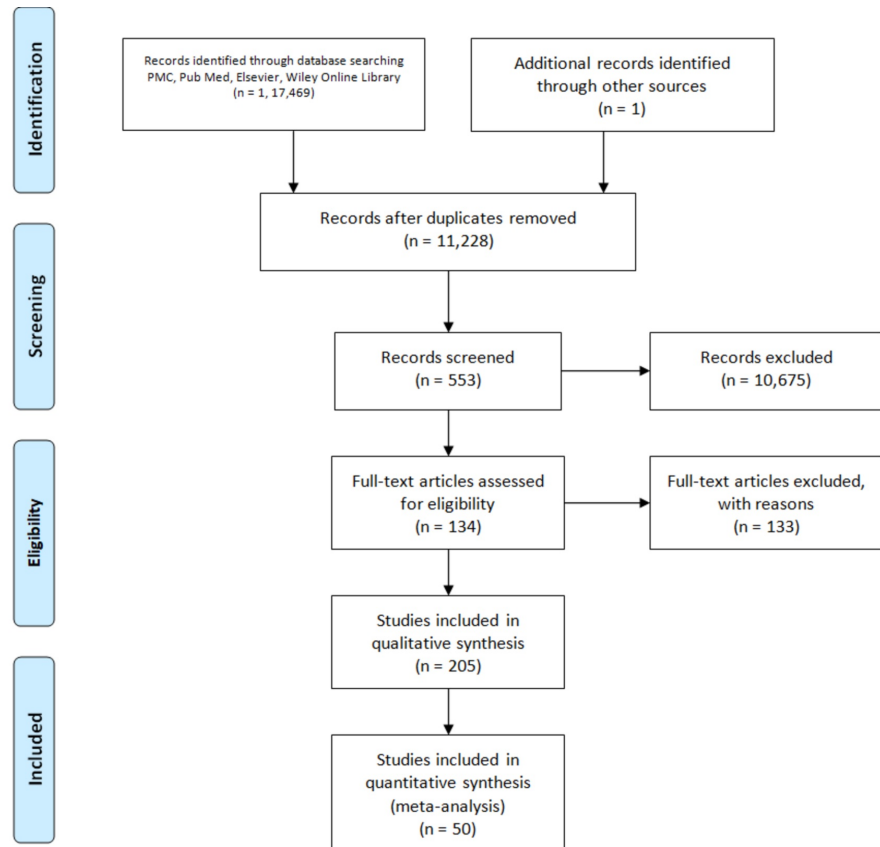 Identification
Records identified through database searching
PMC, Pub Med, Elsevier, Wiley Online Library
(n = 1, 17,469)
Additional records identified
through other sources
(n = 1)
Records after duplicates removed
(n = 11,228)
Screening
Records screened
(n = 553)
Records excluded
(n = 10,675)
Eligibility
Full-text articles assessed
for eligibility
(n = 134)
Full-text articles excluded,
with reasons
(n = 133)
Studies included in
qualitative synthesis
(n = 205)
Included
Studies included in
quantitative synthesis
(meta-analysis)
(n = 50)